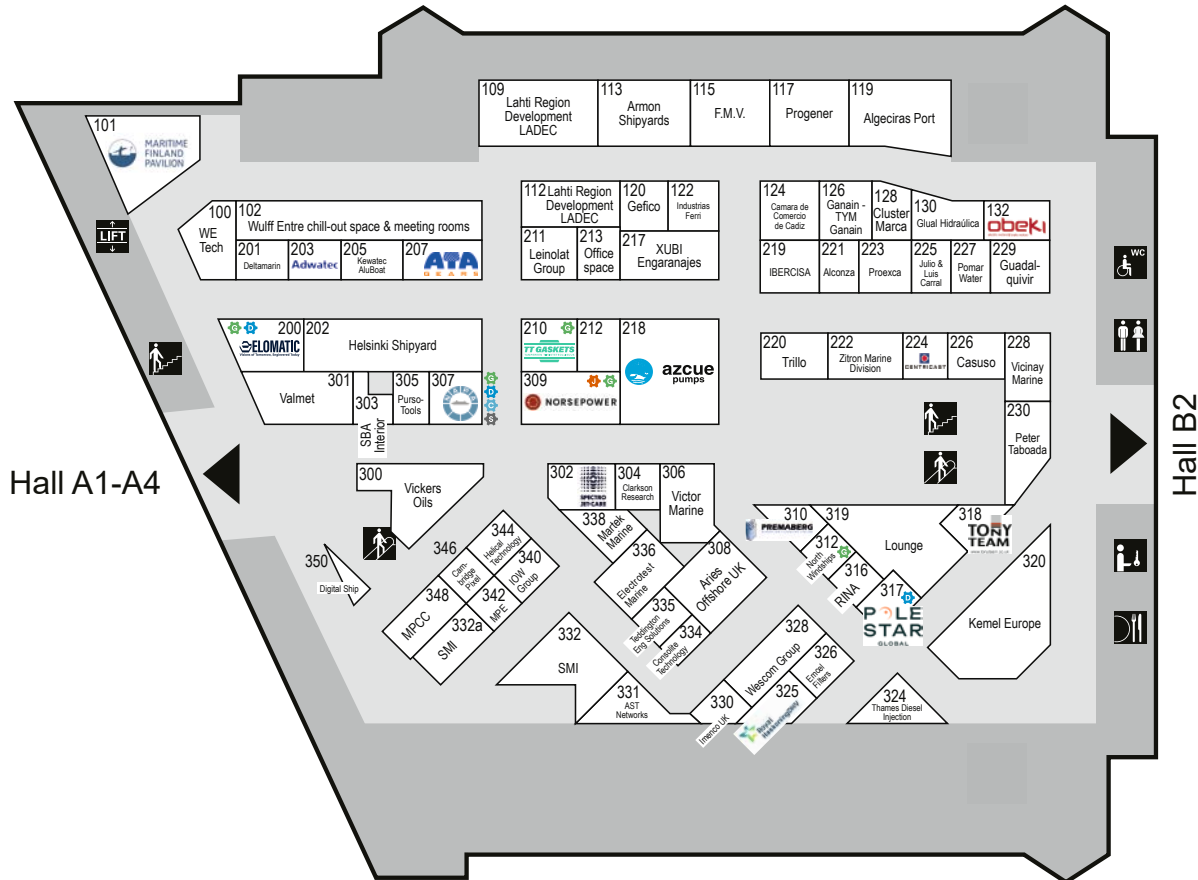 109
Lahti Region
Development
LADEC
113
Armon
Shipyards
115
F.M.V.
117
Progener
119
Algeciras Port
101
MARITIME
FINLAND
PAVILION
LIFT
100
WE
Tech
102
Wulff Entre chill-out space & meeting rooms
201
Deltamarin
203
Adwatec
205
Kewatec
AluBoat
207
ATA
GEARS
112 Lahti Region
Development
LADEC
120
Gefico
122
Industrias
Ferri
211
Leinolat
Group
213
Office
space
217
XUBI
Engaranajes
124
Camara de
Comercio
de Cadiz
126
Ganain -
TYM
Ganain
128
Cluster
Marca
130
Glual Hidraúlica
132
obeki
219
IBERCISA
221
Alconza
223
Proexca
225
Julio &
Luis
Carral
227
Pomar
Water
229
Guadal-
quivir
WC
G D
200
ELOMATIC
202
Helsinki Shipyard
301
Valmet
303
SBA
Interior
305
Purso-
Tools
307
NAPA
G
D
C
S
210
G
TT GASKETS
212
218
azcue
pumps
309
J G
NORSEPOWER
220
Trillo
222
Zitron Marine
Division
224
CENTRICAST
226
Casuso
228
Vicinay
Marine
230
Peter
Taboada
Hall A1-A4
Hall B2
300
Vickers
Oils
302
SPECTRO
JET-CARE
304
Clarkson
Research
306
Victor
Marine
338
Martek
Marine
336
Electrotest
Marine
308
Aries
Offshore UK
335
Teddington
Eng Solutions
334
Consolite
Technology
350
Digital Ship
344
Helical
Technology
346
Cam-
bridge
Pixel
340
IOW
Group
348
MPCC
342
MPE
332a
SMI
332
SMI
331
AST
Networks
310
PREMABERG
319
Lounge
318
TONY
TEAM
312
G
North
Windships
316
RINA
317
D
POLE
STAR
GLOBAL
320
Kemel Europe
328
Wescom Group
326
Emcel
Filters
330
Imenco UK
325
Royal
HaskoningDHV
324
Thames Diesel
Injection